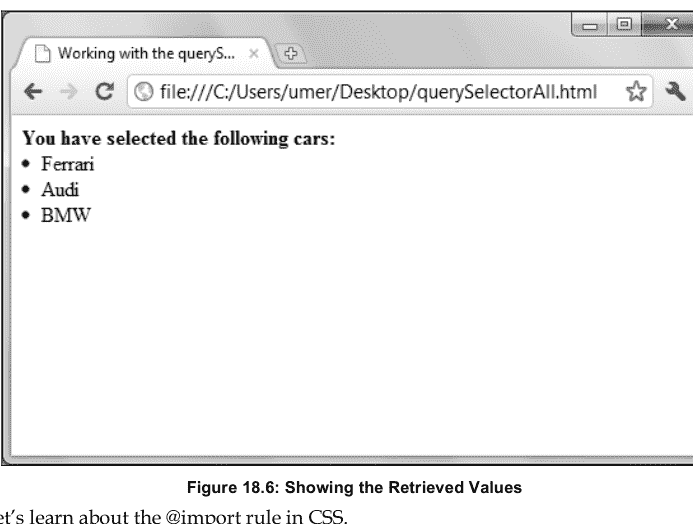 Working with the queryS...
file:///C:/Users/umer/Desktop/querySelectorAll.html
You have selected the following cars:
• Ferrari
• Audi
• BMW
Figure 18.6: Showing the Retrieved Values
et's learn about the @import rule in CSS.